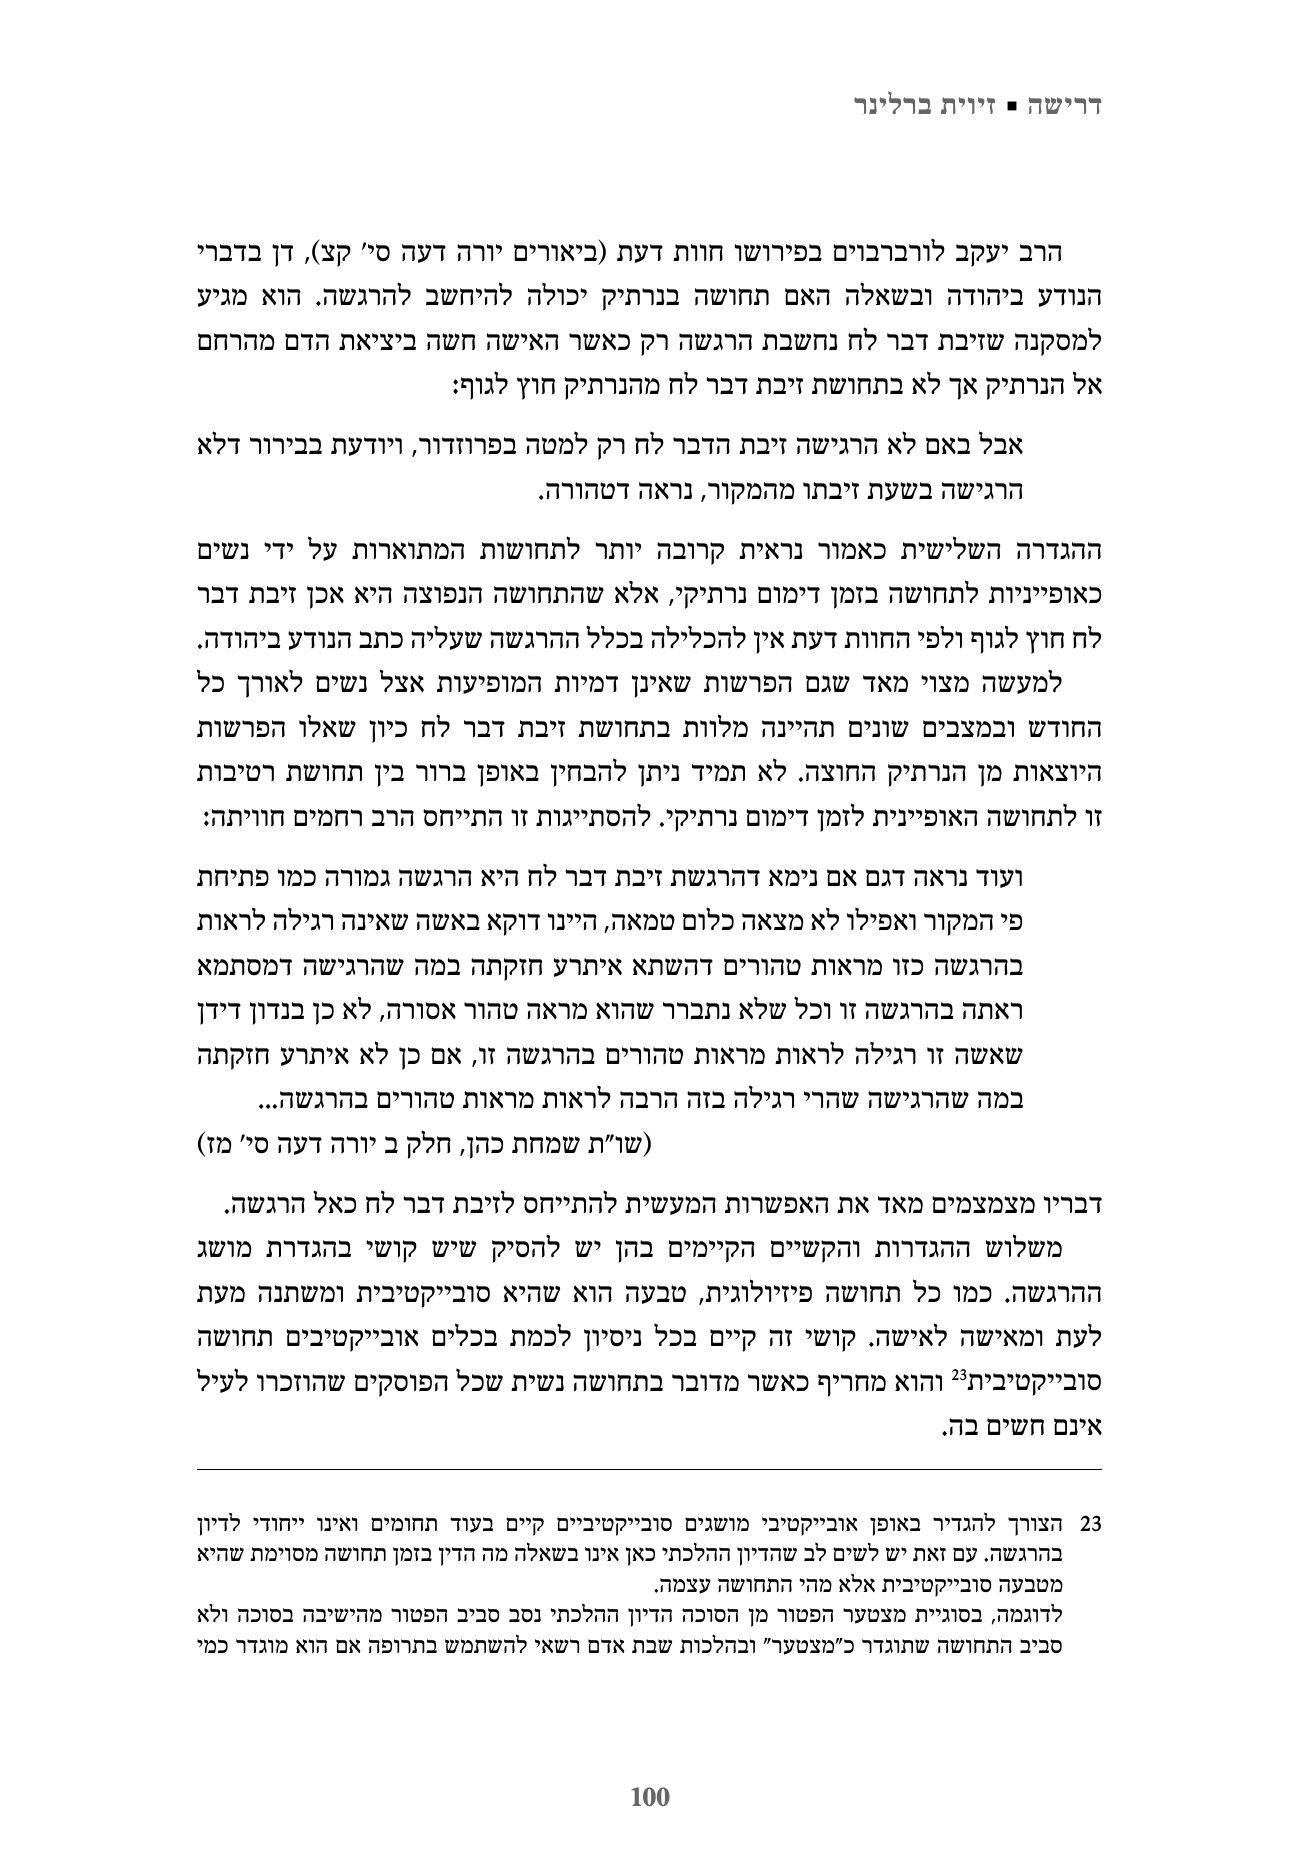 דרישה ▪ זיוית ברלינר
הרב יעקב לורברבוים בפירושו חוות דעת (ביאורים יורה דעה סי' קצ), דן בדברי
הנודע ביהודה ובשאלה האם תחושה בנרתיק יכולה להיחשב להרגשה. הוא מגיע
למסקנה שזיבת דבר לח נחשבת הרגשה רק כאשר האישה חשה ביציאת הדם מהרחם
אל הנרתיק אך לא בתחושת זיבת דבר לח מהנרתיק חוץ לגוף:
אבל באם לא הרגישה זיבת הדבר לח רק למטה בפרוזדור, ויודעת בבירור דלא
הרגישה בשעת זיבתו מהמקור, נראה דטהורה.
ההגדרה השלישית כאמור נראית קרובה יותר לתחושות המתוארות על ידי נשים
כאופייניות לתחושה בזמן דימום נרתיקי, אלא שהתחושה הנפוצה היא אכן זיבת דבר
לח חוץ לגוף ולפי החוות דעת אין להכלילה בכלל ההרגשה שעליה כתב הנודע ביהודה.
למעשה מצוי מאד שגם הפרשות שאינן דמיות המופיעות אצל נשים לאורך כל
החודש ובמצבים שונים תהיינה מלוות בתחושת זיבת דבר לח כיון שאלו הפרשות
היוצאות מן הנרתיק החוצה. לא תמיד ניתן להבחין באופן ברור בין תחושת רטיבות
זו לתחושה האופיינית לזמן דימום נרתיקי. להסתייגות זו התייחס הרב רחמים חוויתה:
ועוד נראה דגם אם נימא דהרגשת זיבת דבר לח היא הרגשה גמורה כמו פתיחת
פי המקור ואפילו לא מצאה כלום טמאה, היינו דוקא באשה שאינה רגילה לראות
בהרגשה כזו מראות טהורים דהשתא איתרע חזקתה במה שהרגישה דמסתמא
ראתה בהרגשה זו וכל שלא נתברר שהוא מראה טהור אסורה, לא כן בנדון דידן
שאשה זו רגילה לראות מראות טהורים בהרגשה זו, אם כן לא איתרע חזקתה
במה שהרגישה שהרי רגילה בזה הרבה לראות מראות טהורים בהרגשה...
(שו"ת שמחת כהן, חלק ב יורה דעה סי' מז)
דבריו מצמצמים מאד את האפשרות המעשית להתייחס לזיבת דבר לח כאל הרגשה.
משלוש ההגדרות והקשיים הקיימים בהן יש להסיק שיש קושי בהגדרת מושג
ההרגשה. כמו כל תחושה פיזיולוגית, טבעה הוא שהיא סובייקטיבית ומשתנה מעת
לעת ומאישה לאישה. קושי זה קיים בכל ניסיון לכמת בכלים אובייקטיבים תחושה
סובייקטיבית23 והוא מחריף כאשר מדובר בתחושה נשית שכל הפוסקים שהוזכרו לעיל
אינם חשים בה.
23 הצורך להגדיר באופן אובייקטיבי מושגים סובייקטיביים קיים בעוד תחומים ואינו ייחודי לדיון
בהרגשה. עם זאת יש לשים לב שהדיון ההלכתי כאן אינו בשאלה מה הדין בזמן תחושה מסוימת שהיא
מטבעה סובייקטיבית אלא מהי התחושה עצמה.
לדוגמה, בסוגיית מצטער הפטור מן הסוכה הדיון ההלכתי נסב סביב הפטור מהישיבה בסוכה ולא
סביב התחושה שתוגדר כ"מצטער" ובהלכות שבת אדם רשאי להשתמש בתרופה אם הוא מוגדר כמי
100